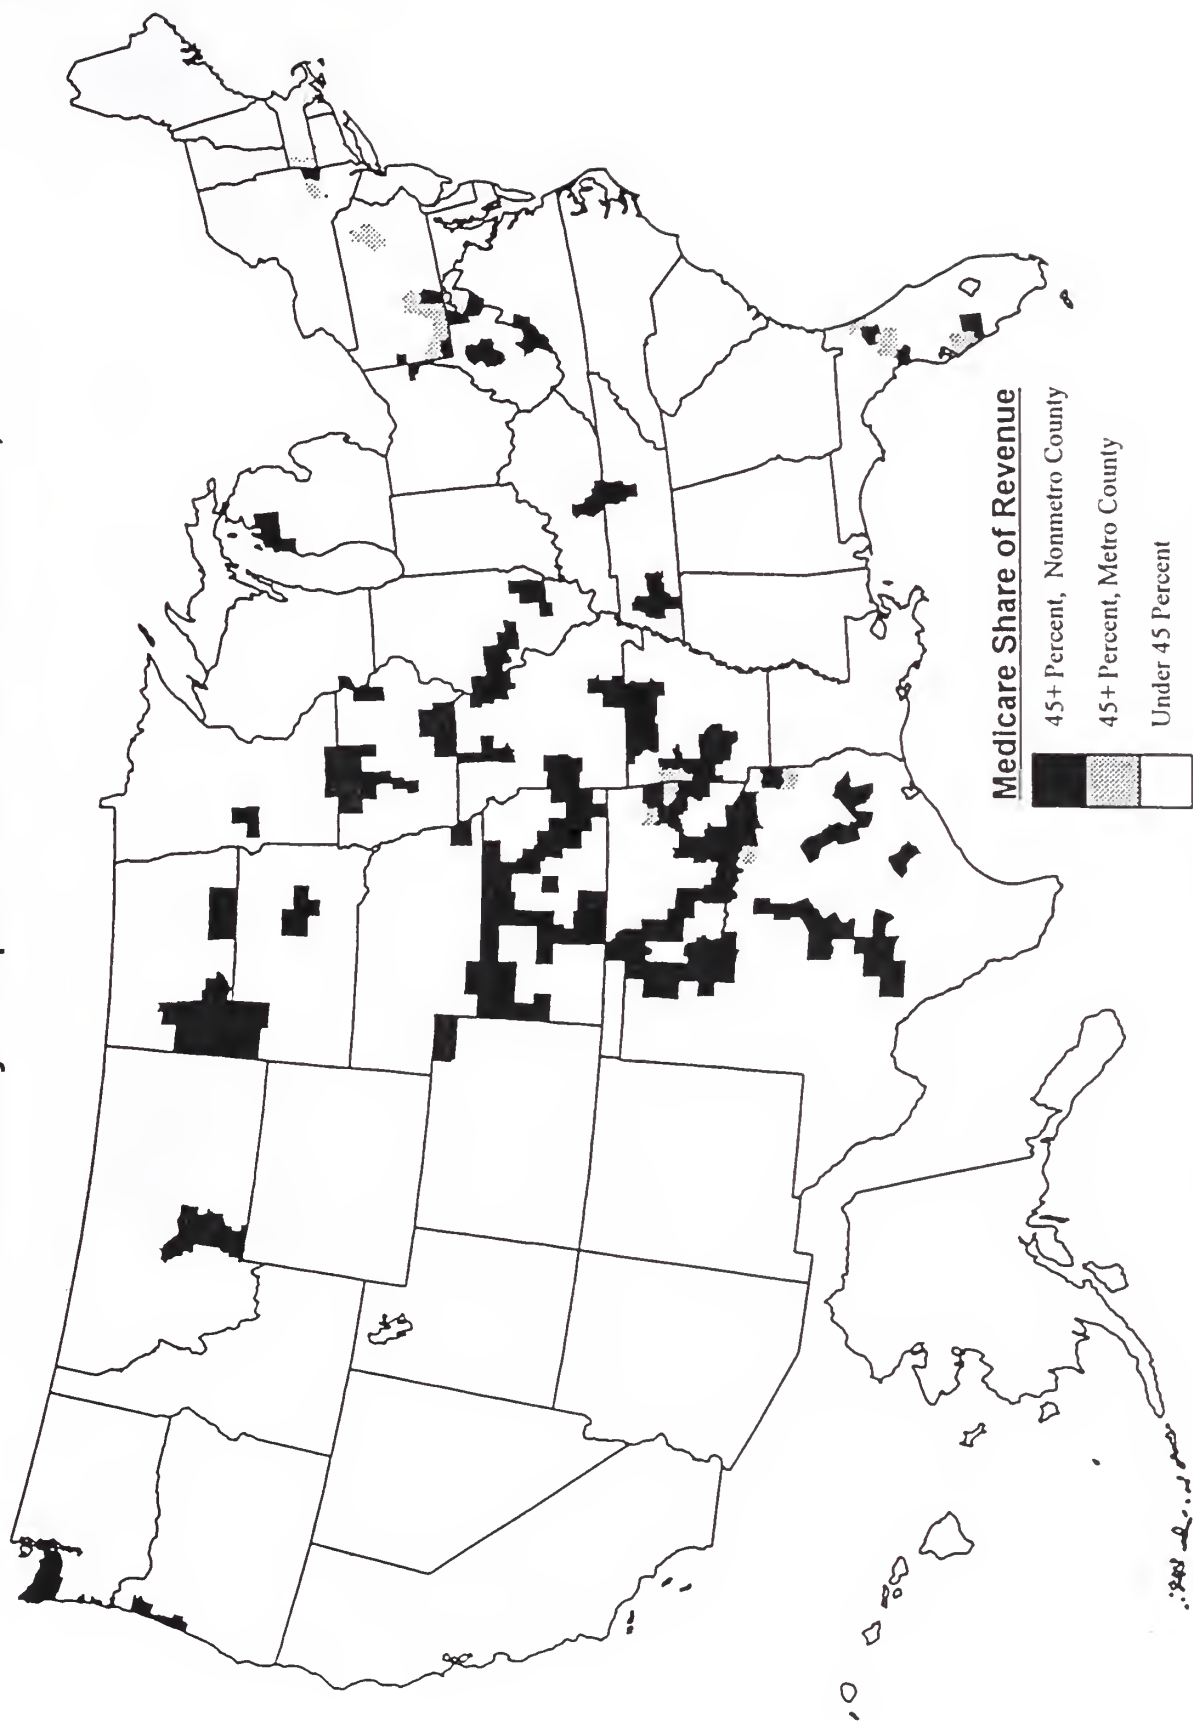 Medicare Share of Revenue
45+ Percent, Nonmetro County
45+ Percent, Metro County
Under 45 Percent